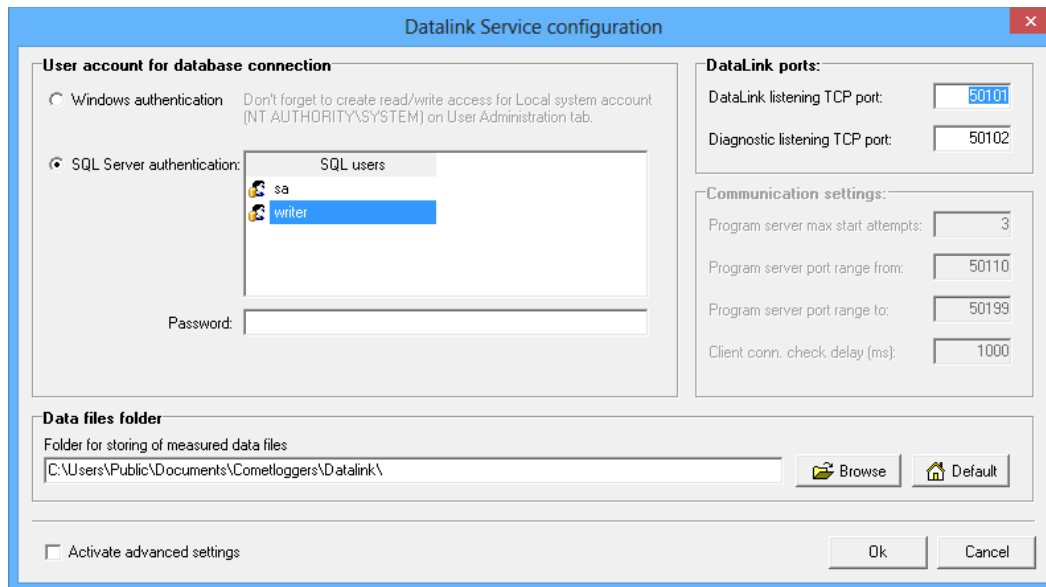 Datalink Service configuration
User account for database connection
Windows authentication
Don't forget to create read/write access for Local system account
(NT AUTHORITY\SYSTEM) on User Administration tab.
SQL Server authentication:
SQL users
sa
writer
Password:
DataLink ports:
DataLink listening TCP port: 50101
Diagnostic listening TCP port: 50102
Communication settings:
Program server max start attempts: 3
Program server port range from: 50110
Program server port range to: 50199
Client conn. check delay (ms): 1000
Data files folder
Folder for storing of measured data files
C:\Users\Public\Documents\Cometloggers\Datalink\
Browse
Default
Activate advanced settings
Ok
Cancel